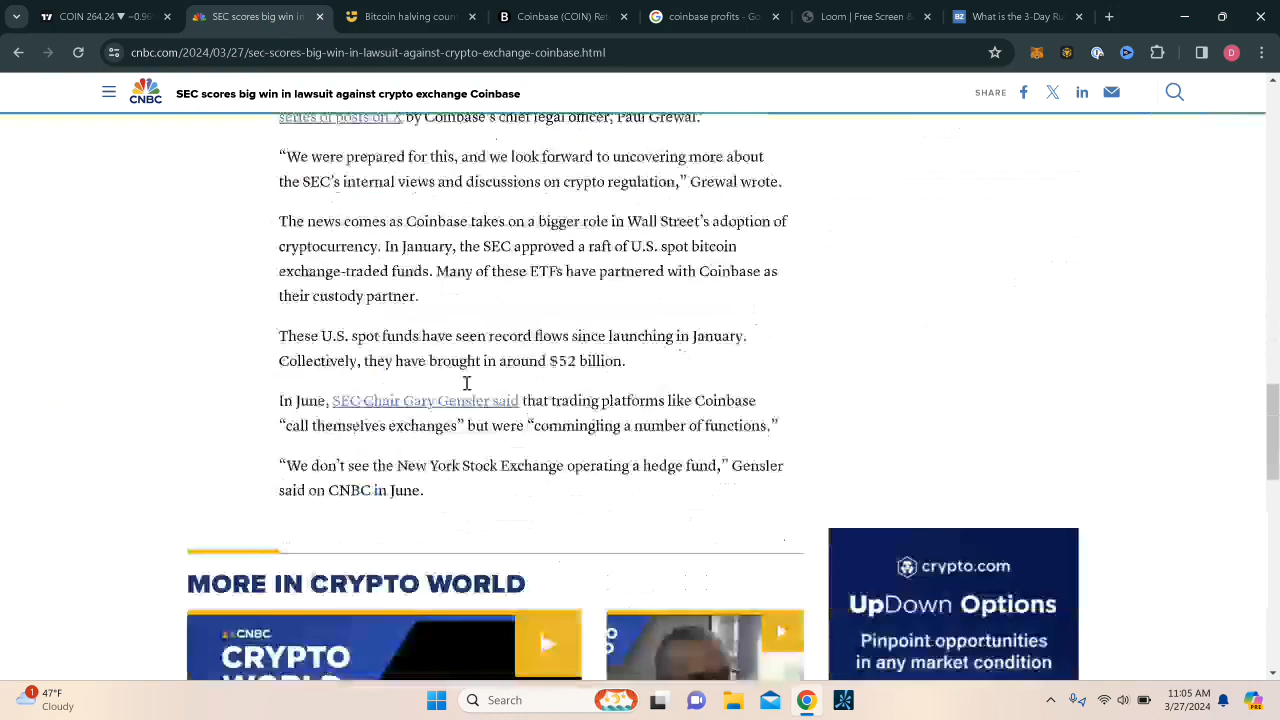 COIN 264.24 ▼ −0.96
SEC scores big win in
Bitcoin halving coun
Coinbase (COIN) Ret
coinbase profits - Go
Loom | Free Screen &
What is the 3-Day Ru
cnbc.com/2024/03/27/sec-scores-big-win-in-lawsuit-against-crypto-exchange-coinbase.html
CNBC
SEC scores big win in lawsuit against crypto exchange Coinbase
SHARE
series of posts on X by Coinbase's chief legal officer, Paul Grewal.
“We were prepared for this, and we look forward to uncovering more about
the SEC’s internal views and discussions on crypto regulation,” Grewal wrote.
The news comes as Coinbase takes on a bigger role in Wall Street’s adoption of
cryptocurrency. In January, the SEC approved a raft of U.S. spot bitcoin
exchange-traded funds. Many of these ETFs have partnered with Coinbase as
their custody partner.
These U.S. spot funds have seen record flows since launching in January.
Collectively, they have brought in around $52 billion.
In June, SEC Chair Gary Gensler said that trading platforms like Coinbase
“call themselves exchanges” but were “commingling a number of functions.”
“We don’t see the New York Stock Exchange operating a hedge fund,” Gensler
said on CNBC in June.
MORE IN CRYPTO WORLD
CNBC
CRYPTO
WORLD
crypto.com
UpDown Options
Pinpoint opportunities
in any market condition
1
47°F
Cloudy
Search
11:05 AM
3/27/2024